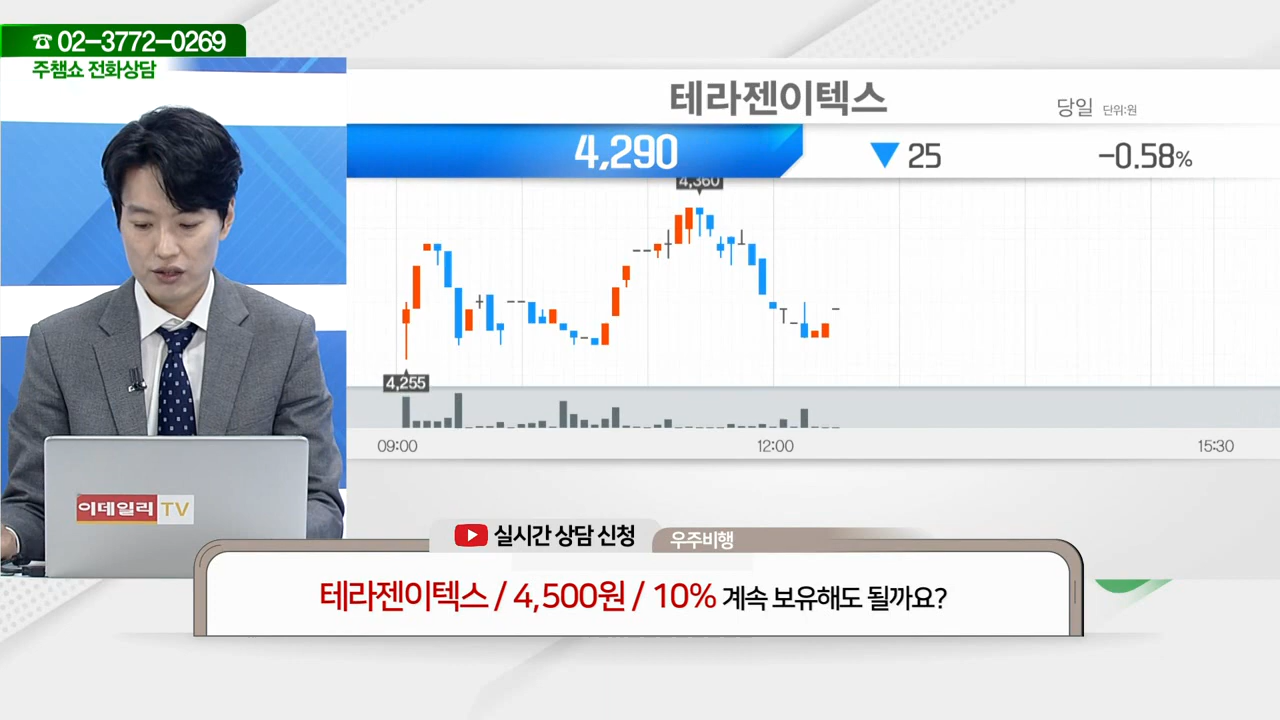 ☎ 02-3772-0269
주챔쇼 전화상담
테라젠이텍스
당일 단위:원
4,290 ▼ 25 -0.58%
4,360
4,255
09:00 12:00 15:30
이데일리 TV
실시간 상담 신청 우주비행
테라젠이텍스 / 4,500원 / 10% 계속 보유해도 될까요?